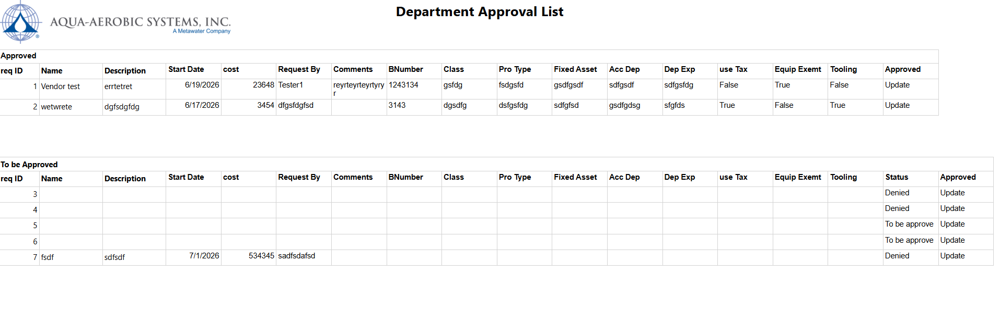 Department Approval List
AQUA-AEROBIC SYSTEMS, INC.
A Metawater Company
®
Approved
req ID Name Description Start Date cost Request By Comments BNumber Class Pro Type Fixed Asset Acc Dep Dep Exp use Tax Equip Exemt Tooling Approved
1 Vendor test errtetret 6/19/2026 23648 Tester1 reyrteyrteyrtyry 1243134 gsfdg fsdgsfd gsdfgsdf sdfgsdf sdfgsfdg False True False Update
r
2 wetwrete dgfsdgfdg 6/17/2026 3454 dfgsfdgfsd 3143 dgsdfg dsfgsfdg sdfgfsd gsdfgdsg sfgfds True False True Update
To be Approved
req ID Name Description Start Date cost Request By Comments BNumber Class Pro Type Fixed Asset Acc Dep Dep Exp use Tax Equip Exemt Tooling Status Approved
3 Denied Update
4 Denied Update
5 To be approve Update
6 To be approve Update
7 fsdf sdfsdf 7/1/2026 534345 sadfsdafsd Denied Update